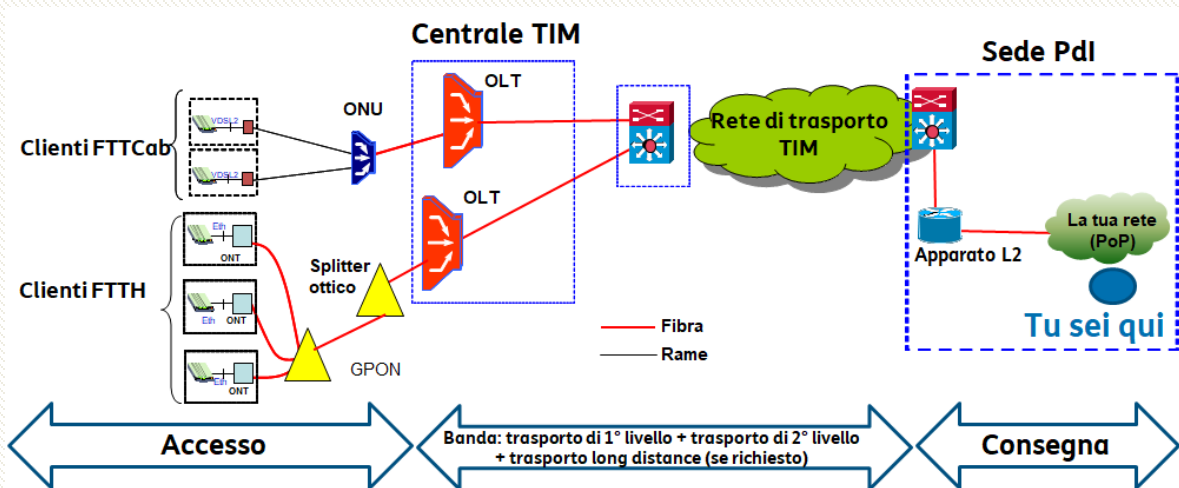 Centrale TIM
Sede PdI
OLT
ONU
VDSL2
Clienti FTTCab
VDSL2
Rete di trasporto
TIM
OLT
La tua rete
(PoP)
Apparato L2
Eth
ONT
Splitter
ottico
Clienti FTTH
Eth
ONT
Tu sei qui
Fibra
Rame
GPON
Eth
ONT
Accesso
Banda: trasporto di 1° livello + trasporto di 2° livello
+ trasporto long distance (se richiesto)
Consegna